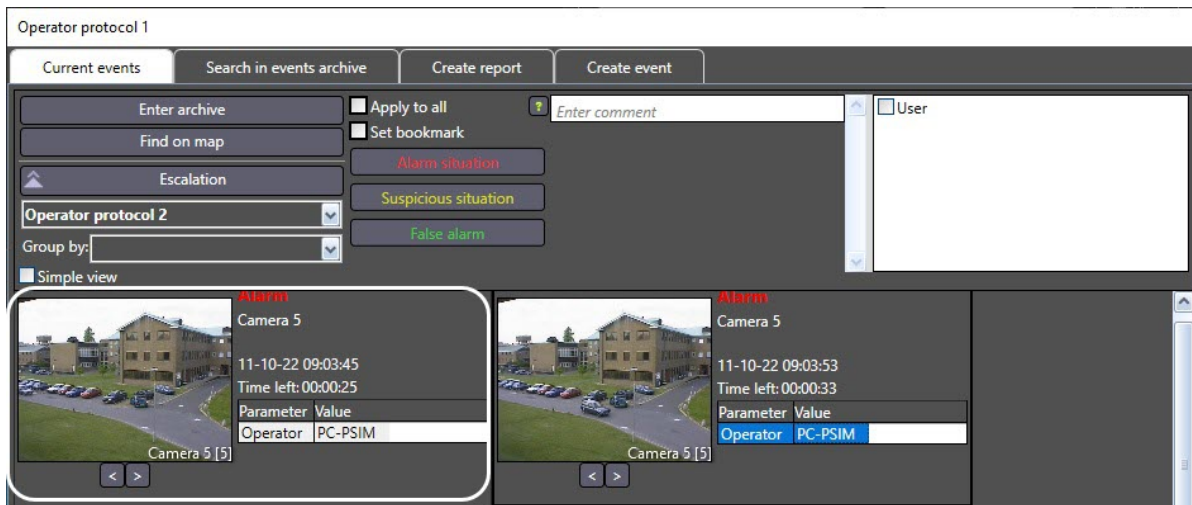 Operator protocol 1
Current events
Search in events archive
Create report
Create event
Enter archive
Find on map
Escalation
Operator protocol 2
Group by:
Simple view
Apply to all
Set bookmark
Alarm situation
Suspicious situation
False alarm
?
Enter comment
User
Alarm
Camera 5
11-10-22 09:03:45
Time left: 00:00:25
Parameter Value
Operator PC-PSIM
Camera 5 [5]
< >
Alarm
Camera 5
11-10-22 09:03:53
Time left: 00:00:33
Parameter Value
Operator PC-PSIM
Camera 5 [5]
< >